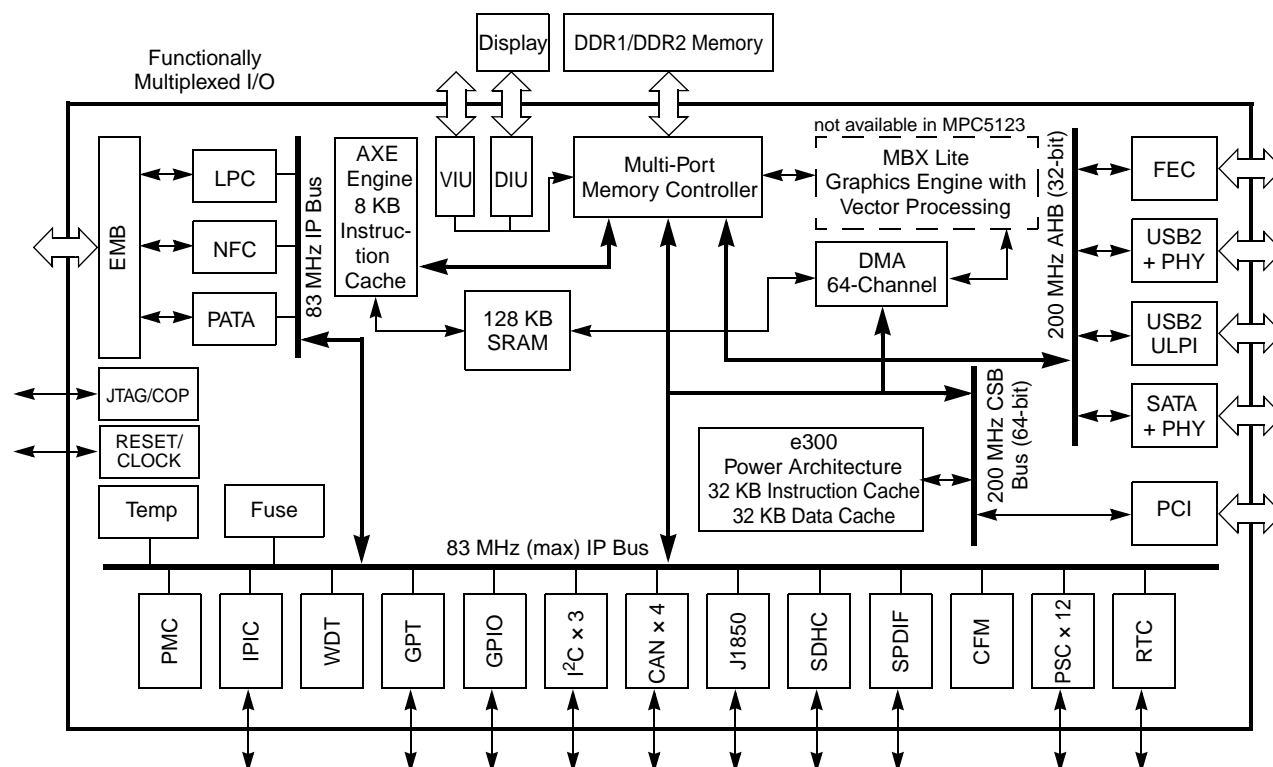 Functionally
Multiplexed I/O
Display
DDR1/DDR2 Memory
EMB
LPC
NFC
PATA
83 MHz IP Bus
AXE
Engine
8 KB
Instruc-
tion
Cache
VIU
DIU
Multi-Port
Memory Controller
not available in MPC5123
MBX Lite
Graphics Engine with
Vector Processing
200 MHz AHB (32-bit)
FEC
USB2
+ PHY
USB2
ULPI
SATA
+ PHY
128 KB
SRAM
DMA
64-Channel
JTAG/COP
RESET/
CLOCK
e300
Power Architecture
32 KB Instruction Cache
32 KB Data Cache
200 MHz CSB
Bus (64-bit)
PCI
Temp
Fuse
83 MHz (max) IP Bus
PMC
IPIC
WDT
GPT
GPIO
I²C × 3
CAN × 4
J1850
SDHC
SPDIF
CFM
PSC × 12
RTC